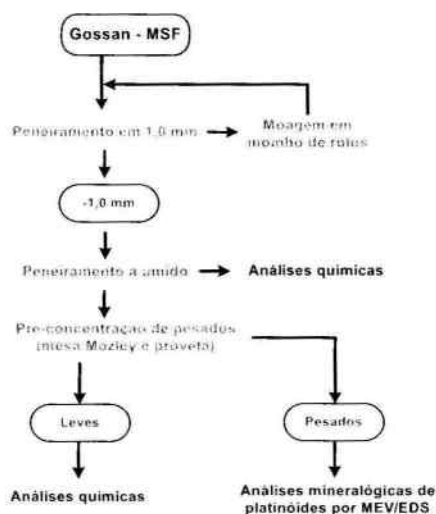 Gossan - MSF
Peneiramento em 1,0 mm
Moagem em
moinho de rolos
-1,0 mm
Peneiramento a úmido
Análises químicas
Pré-concentração de pesados
(mesa Mozley e proveta)
Leves
Pesados
Análises químicas
Análises mineralógicas de
platinóides por MEV/EDS